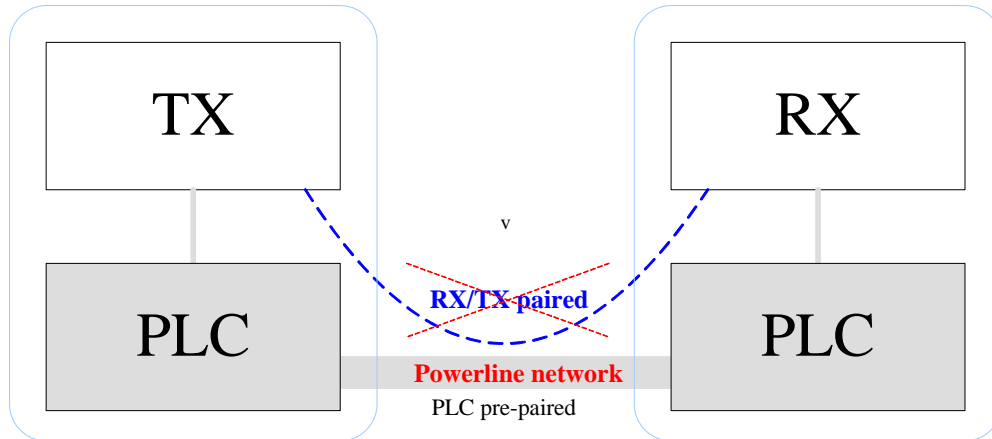 TX
RX
v
RX/TX paired
PLC
PLC
Powerline network
PLC pre-paired